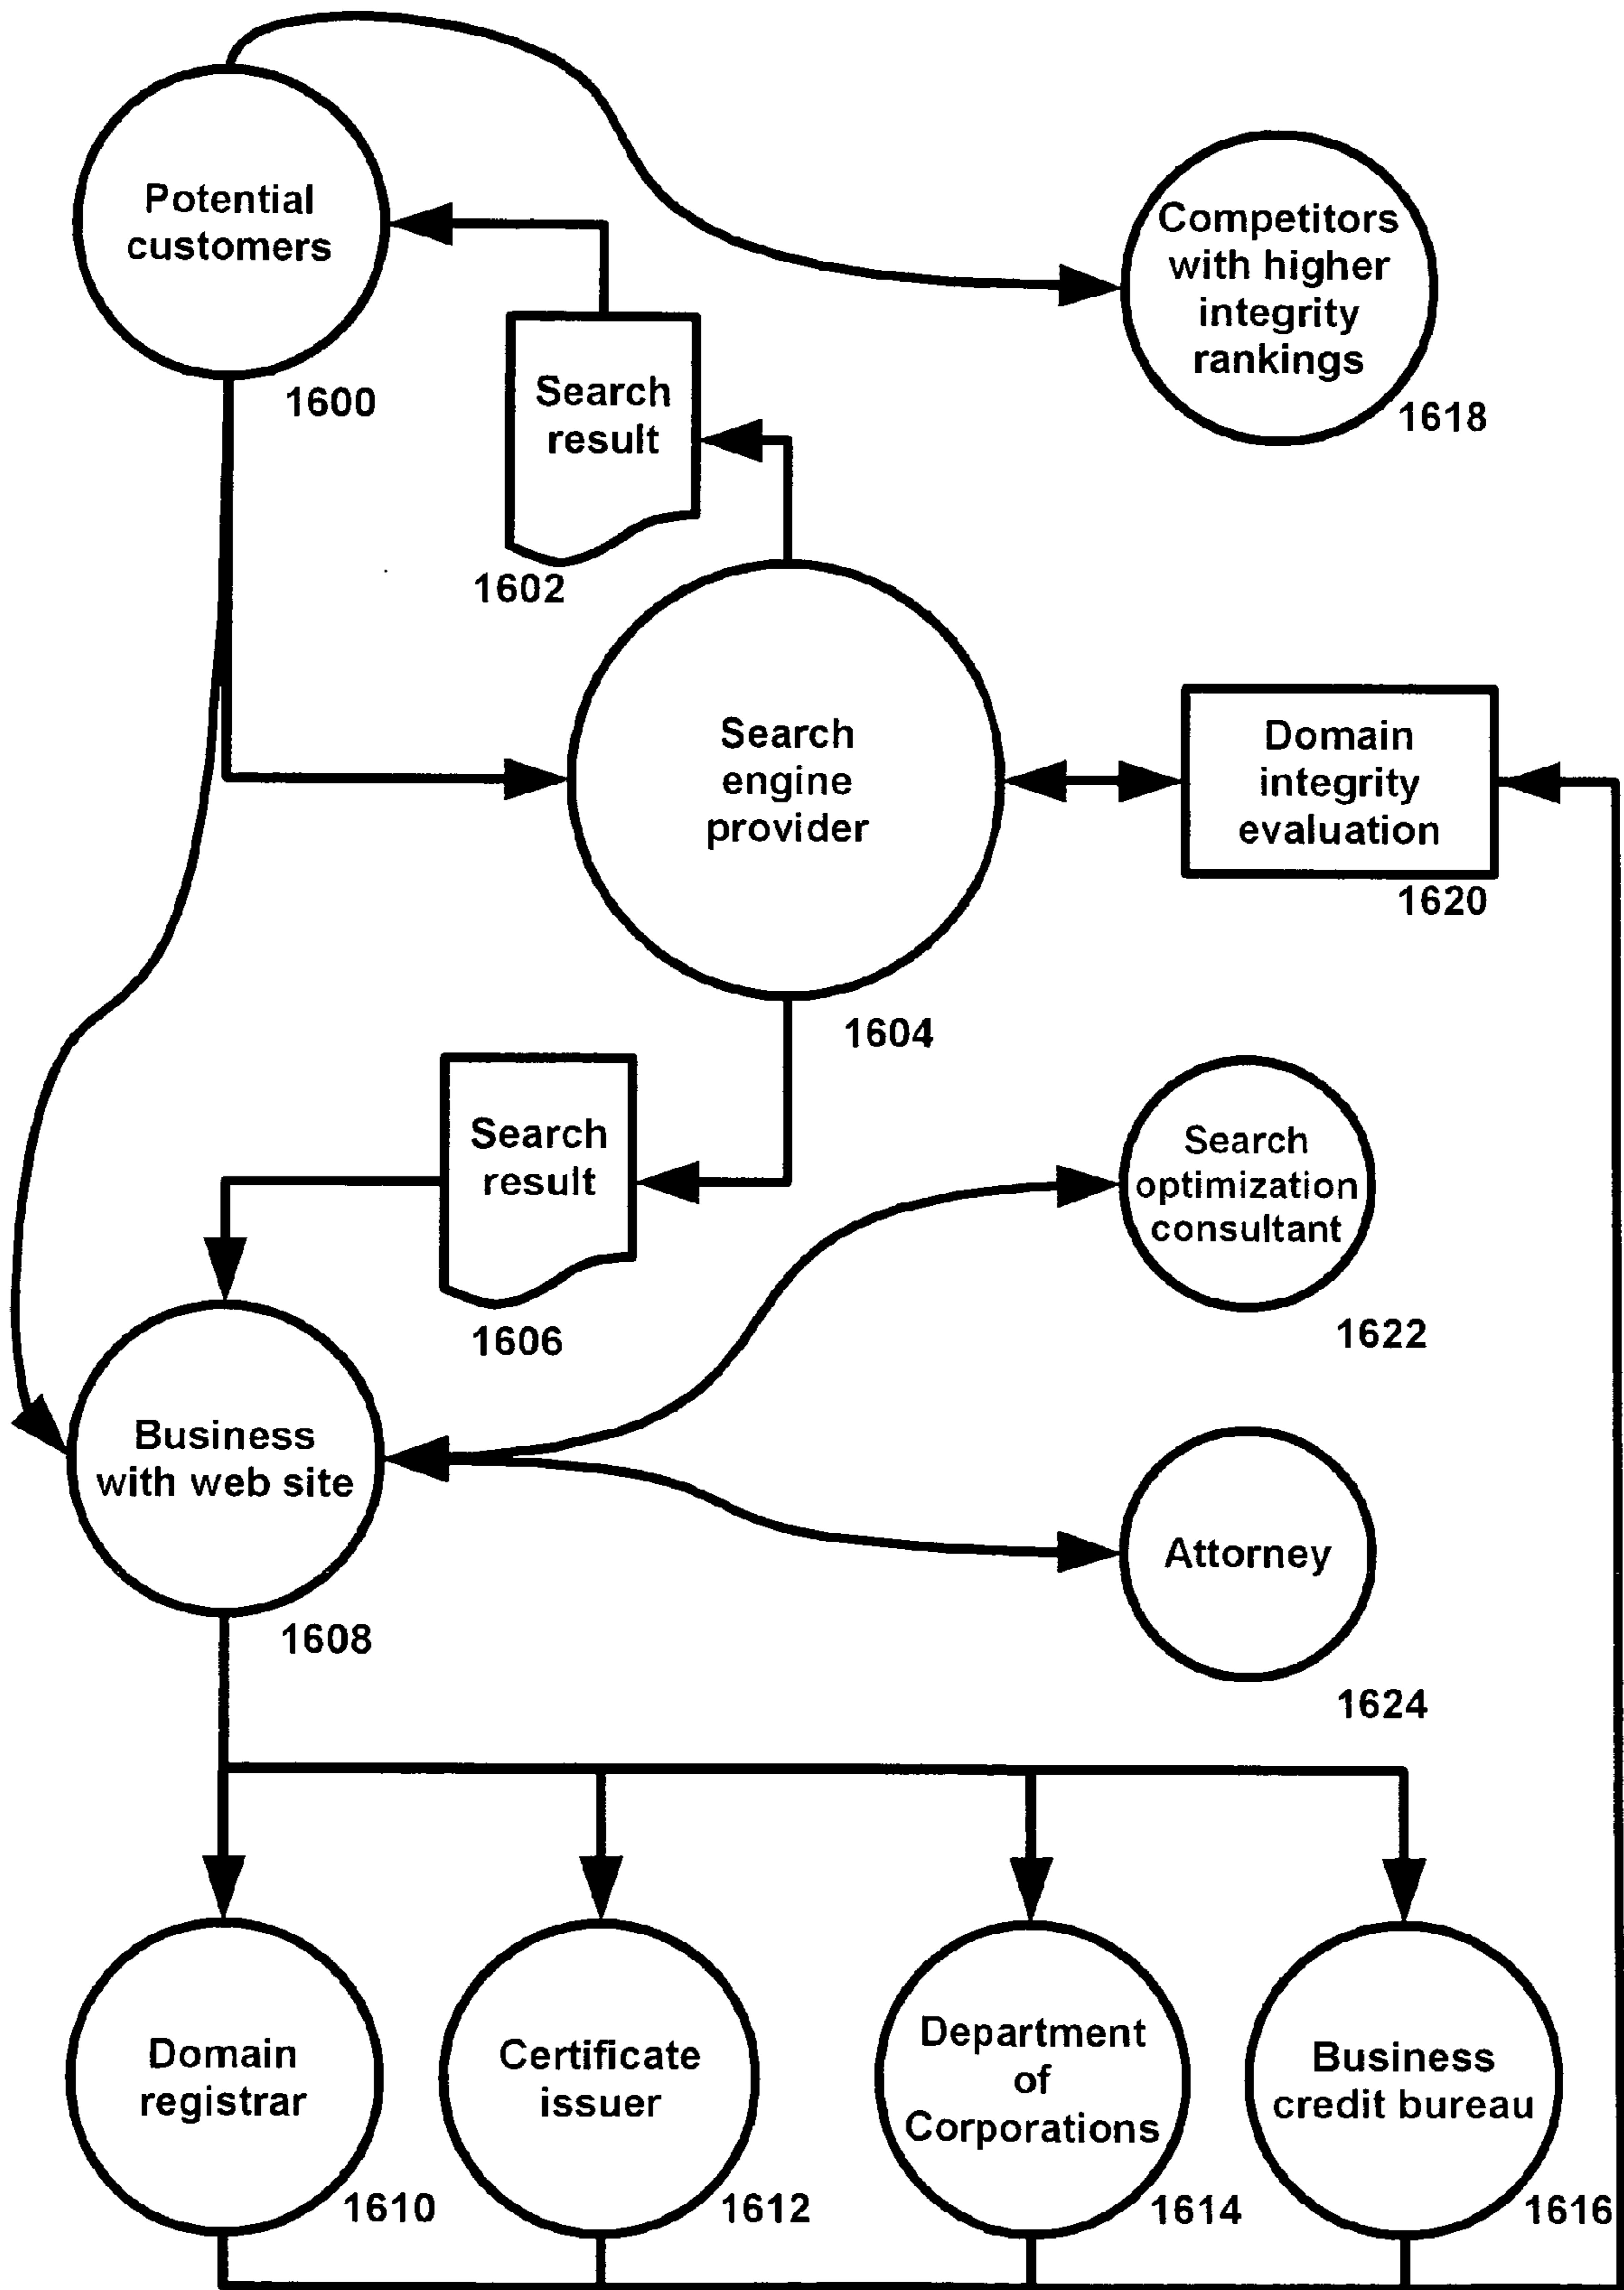 Potential
customers
1600
Competitors
with higher
integrity
rankings
1618
Search
result
1602
Search
engine
provider
1604
Domain
integrity
evaluation
1620
Search
result
1606
Search
optimization
consultant
1622
Business
with web site
1608
Attorney
1624
Domain
registrar
1610
Certificate
issuer
1612
Department
of
Corporations
1614
Business
credit bureau
1616